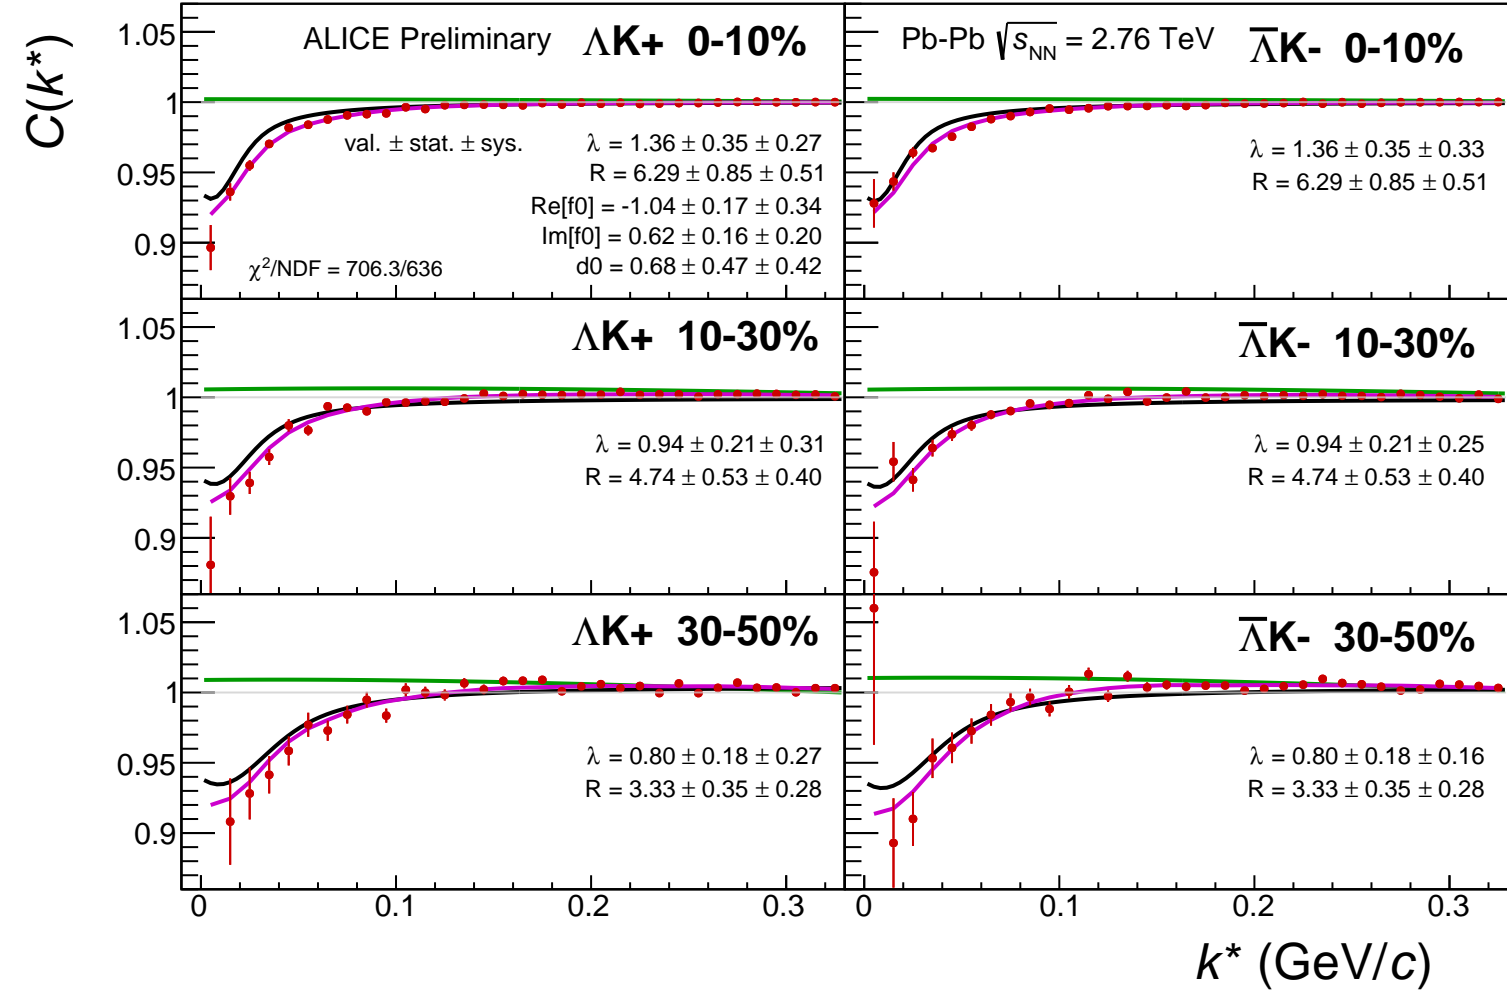 C(k*)
1.05
1
0.95
0.9
ALICE Preliminary ΛK+ 0-10%
val. ± stat. ± sys.
λ = 1.36 ± 0.35 ± 0.27
R = 6.29 ± 0.85 ± 0.51
Re[f0] = -1.04 ± 0.17 ± 0.34
Im[f0] = 0.62 ± 0.16 ± 0.20
d0 = 0.68 ± 0.47 ± 0.42
χ²/NDF = 706.3/636
Pb-Pb √sNN = 2.76 TeV Λ̅K- 0-10%
λ = 1.36 ± 0.35 ± 0.33
R = 6.29 ± 0.85 ± 0.51
1.05
1
0.95
0.9
ΛK+ 10-30%
λ = 0.94 ± 0.21 ± 0.31
R = 4.74 ± 0.53 ± 0.40
Λ̅K- 10-30%
λ = 0.94 ± 0.21 ± 0.25
R = 4.74 ± 0.53 ± 0.40
1.05
1
0.95
0.9
ΛK+ 30-50%
λ = 0.80 ± 0.18 ± 0.27
R = 3.33 ± 0.35 ± 0.28
Λ̅K- 30-50%
λ = 0.80 ± 0.18 ± 0.16
R = 3.33 ± 0.35 ± 0.28
0 0.1 0.2 0.3
0 0.1 0.2 0.3
k* (GeV/c)